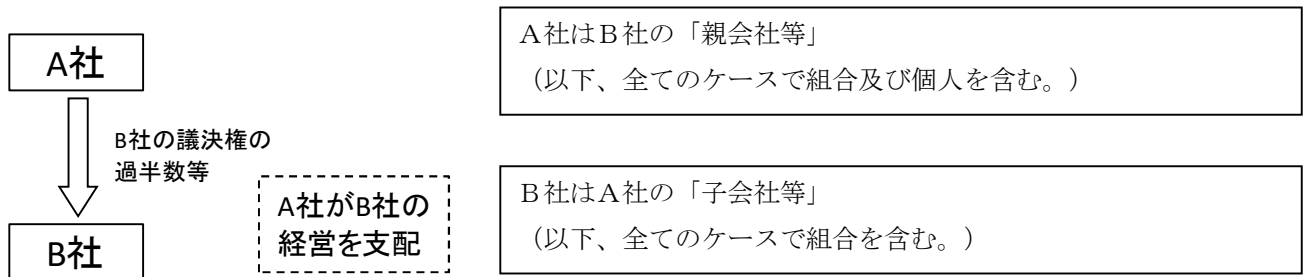 A社
B社の議決権の
過半数等
A社がB社の
経営を支配
B社
A社はB社の「親会社等」
(以下、全てのケースで組合及び個人を含む。)
B社はA社の「子会社等」
(以下、全てのケースで組合を含む。)